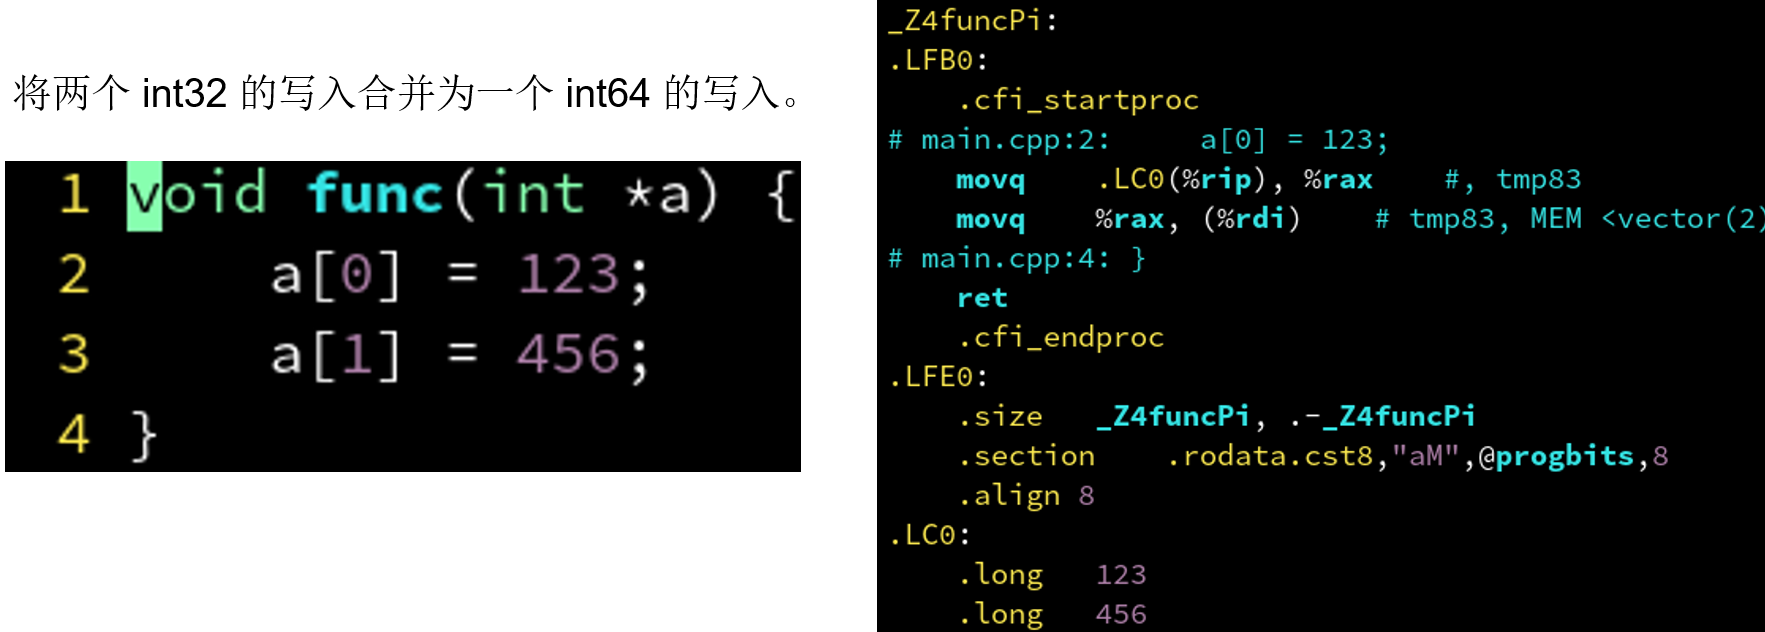 将两个 int32 的写入合并为一个 int64 的写入。
1 void func(int *a) {
2     a[0] = 123;
3     a[1] = 456;
4 }
_Z4funcPi:
.LFB0:
    .cfi_startproc
# main.cpp:2:     a[0] = 123;
    movq    .LC0(%rip), %rax    #, tmp83
    movq    %rax, (%rdi)    # tmp83, MEM <vector(2)
# main.cpp:4: }
    ret
    .cfi_endproc
.LFE0:
    .size   _Z4funcPi, .-_Z4funcPi
    .section    .rodata.cst8,"aM",@progbits,8
    .align 8
.LC0:
    .long   123
    .long   456